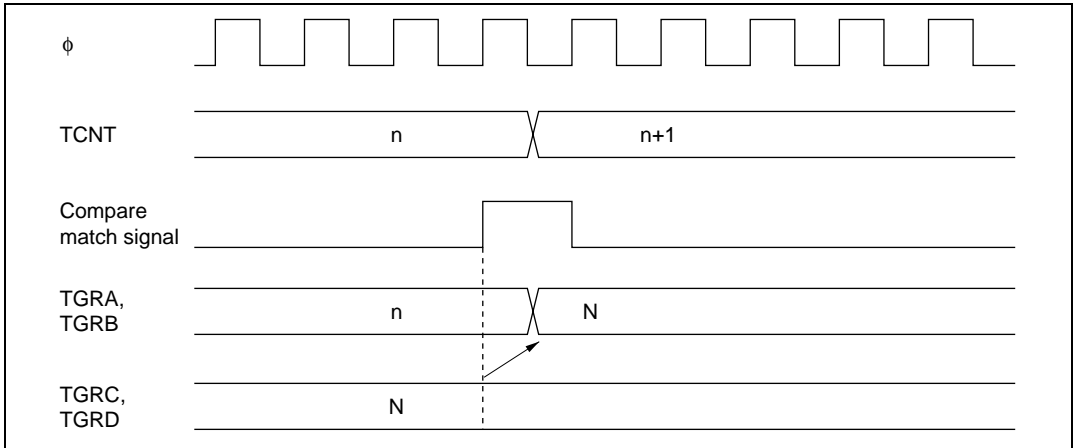 φ
TCNT
n
n+1
Compare
match signal
TGRA,
TGRB
n
N
TGRC,
TGRD
N